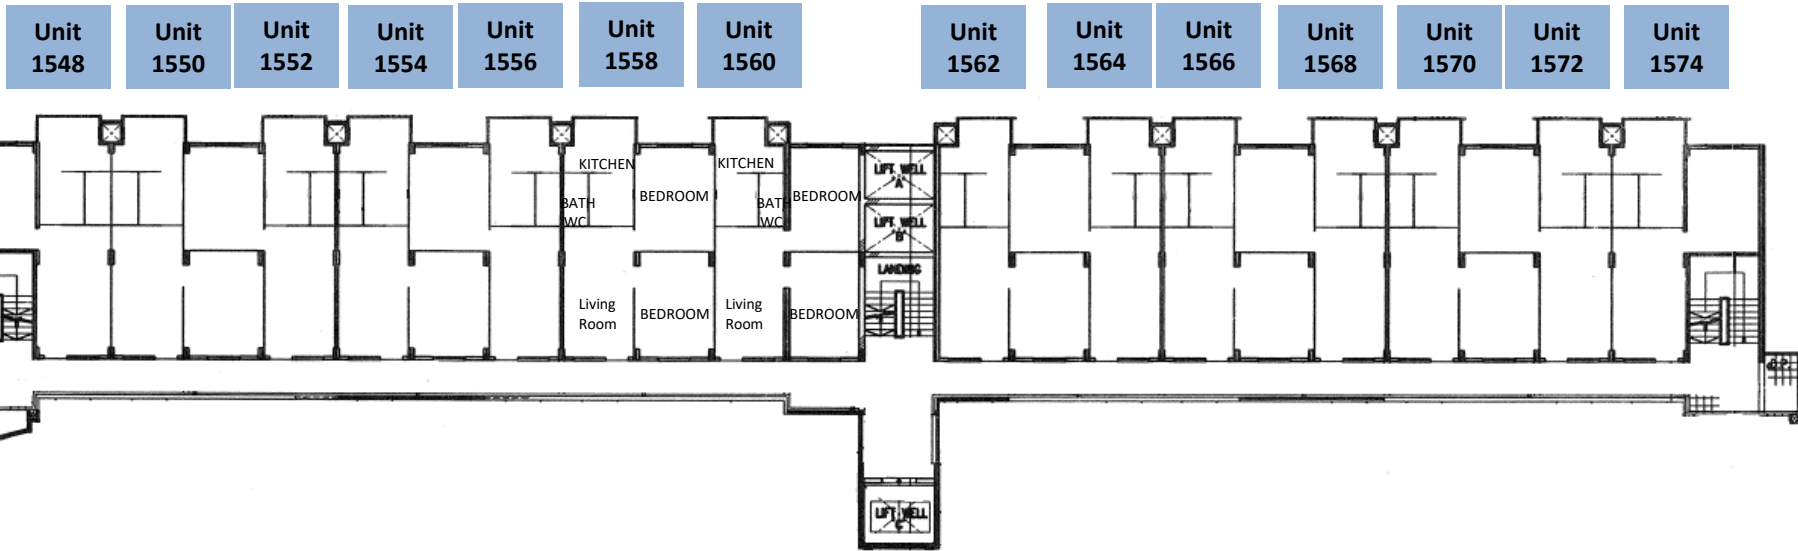 Unit
1548
Unit
1550
Unit
1552
Unit
1554
Unit
1556
Unit
1558
Unit
1560
Unit
1562
Unit
1564
Unit
1566
Unit
1568
Unit
1570
Unit
1572
Unit
1574
KITCHEN
BEDROOM
BATH
WC
KITCHEN
BEDROOM
BATH
WC
LIFT WELL
A
LIFT WELL
B
LANDING
Living
Room
BEDROOM
Living
Room
BEDROOM
LIFT WELL
C